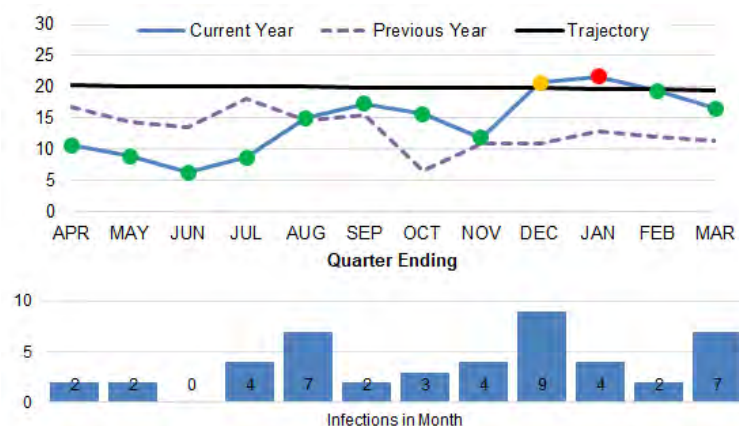 30
Current Year Previous Year Trajectory
25
20
15
10
5
0
APR MAY JUN JUL AUG SEP OCT NOV DEC JAN FEB MAR
Quarter Ending
10
5
0
2 2 0 4 7 2 3 4 9 4 2 7
Infections in Month